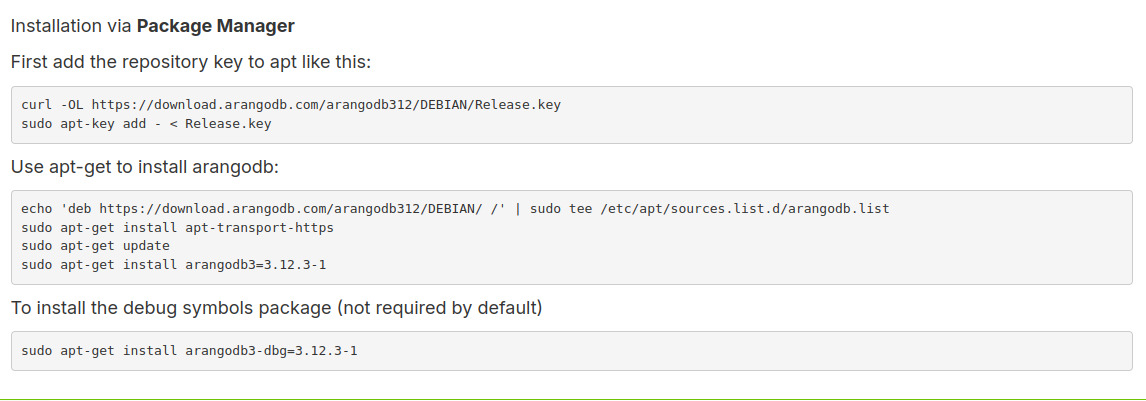 Installation via Package Manager
First add the repository key to apt like this:
curl -OL https://download.arangodb.com/arangodb312/DEBIAN/Release.key
sudo apt-key add - < Release.key
Use apt-get to install arangodb:
echo 'deb https://download.arangodb.com/arangodb312/DEBIAN/ /' | sudo tee /etc/apt/sources.list.d/arangodb.list
sudo apt-get install apt-transport-https
sudo apt-get update
sudo apt-get install arangodb3=3.12.3-1
To install the debug symbols package (not required by default)
sudo apt-get install arangodb3-dbg=3.12.3-1